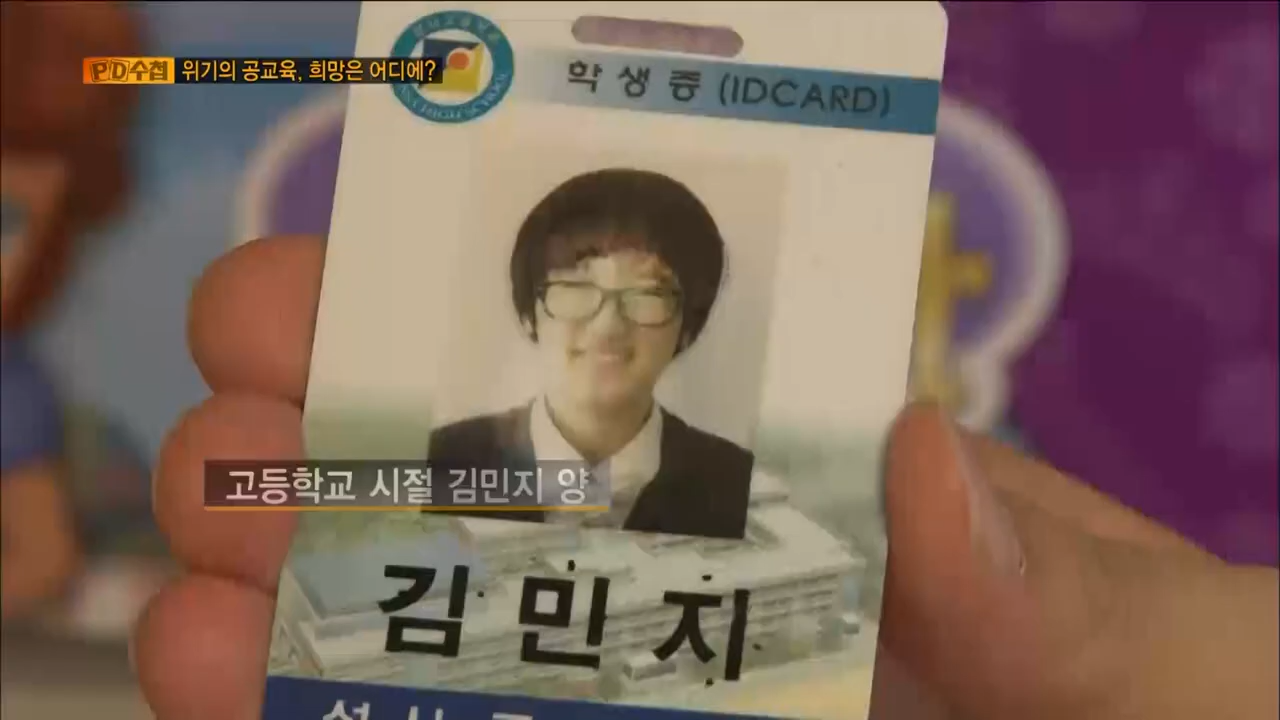 PD수첩 위기의 공교육, 희망은 어디에?
학생증 (IDCARD)
고등학교 시절 김민지 양
김민지